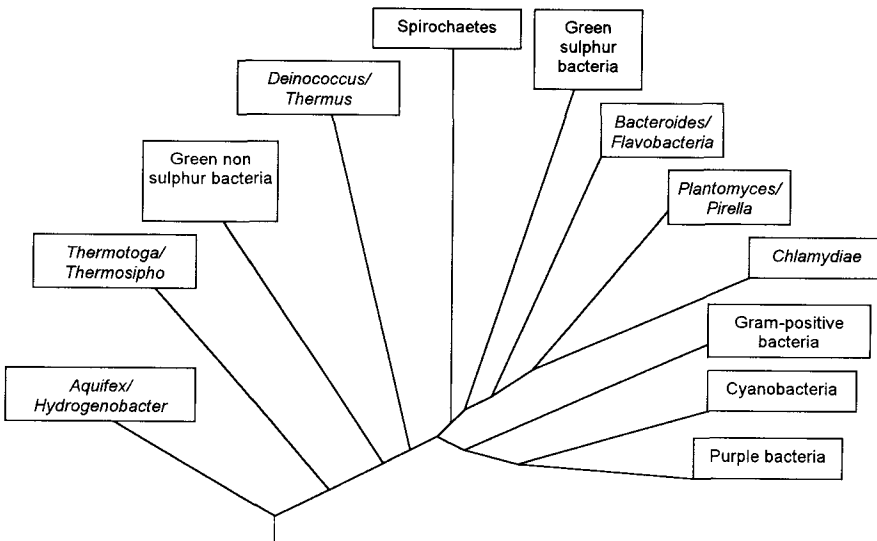 Spirochaetes
Green
sulphur
bacteria
Deinococcus/
Thermus
Bacteroides/
Flavobacteria
Green non
sulphur bacteria
Plantomyces/
Pirella
Thermotoga/
Thermosipho
Chlamydiae
Gram-positive
bacteria
Aquifex/
Hydrogenobacter
Cyanobacteria
Purple bacteria